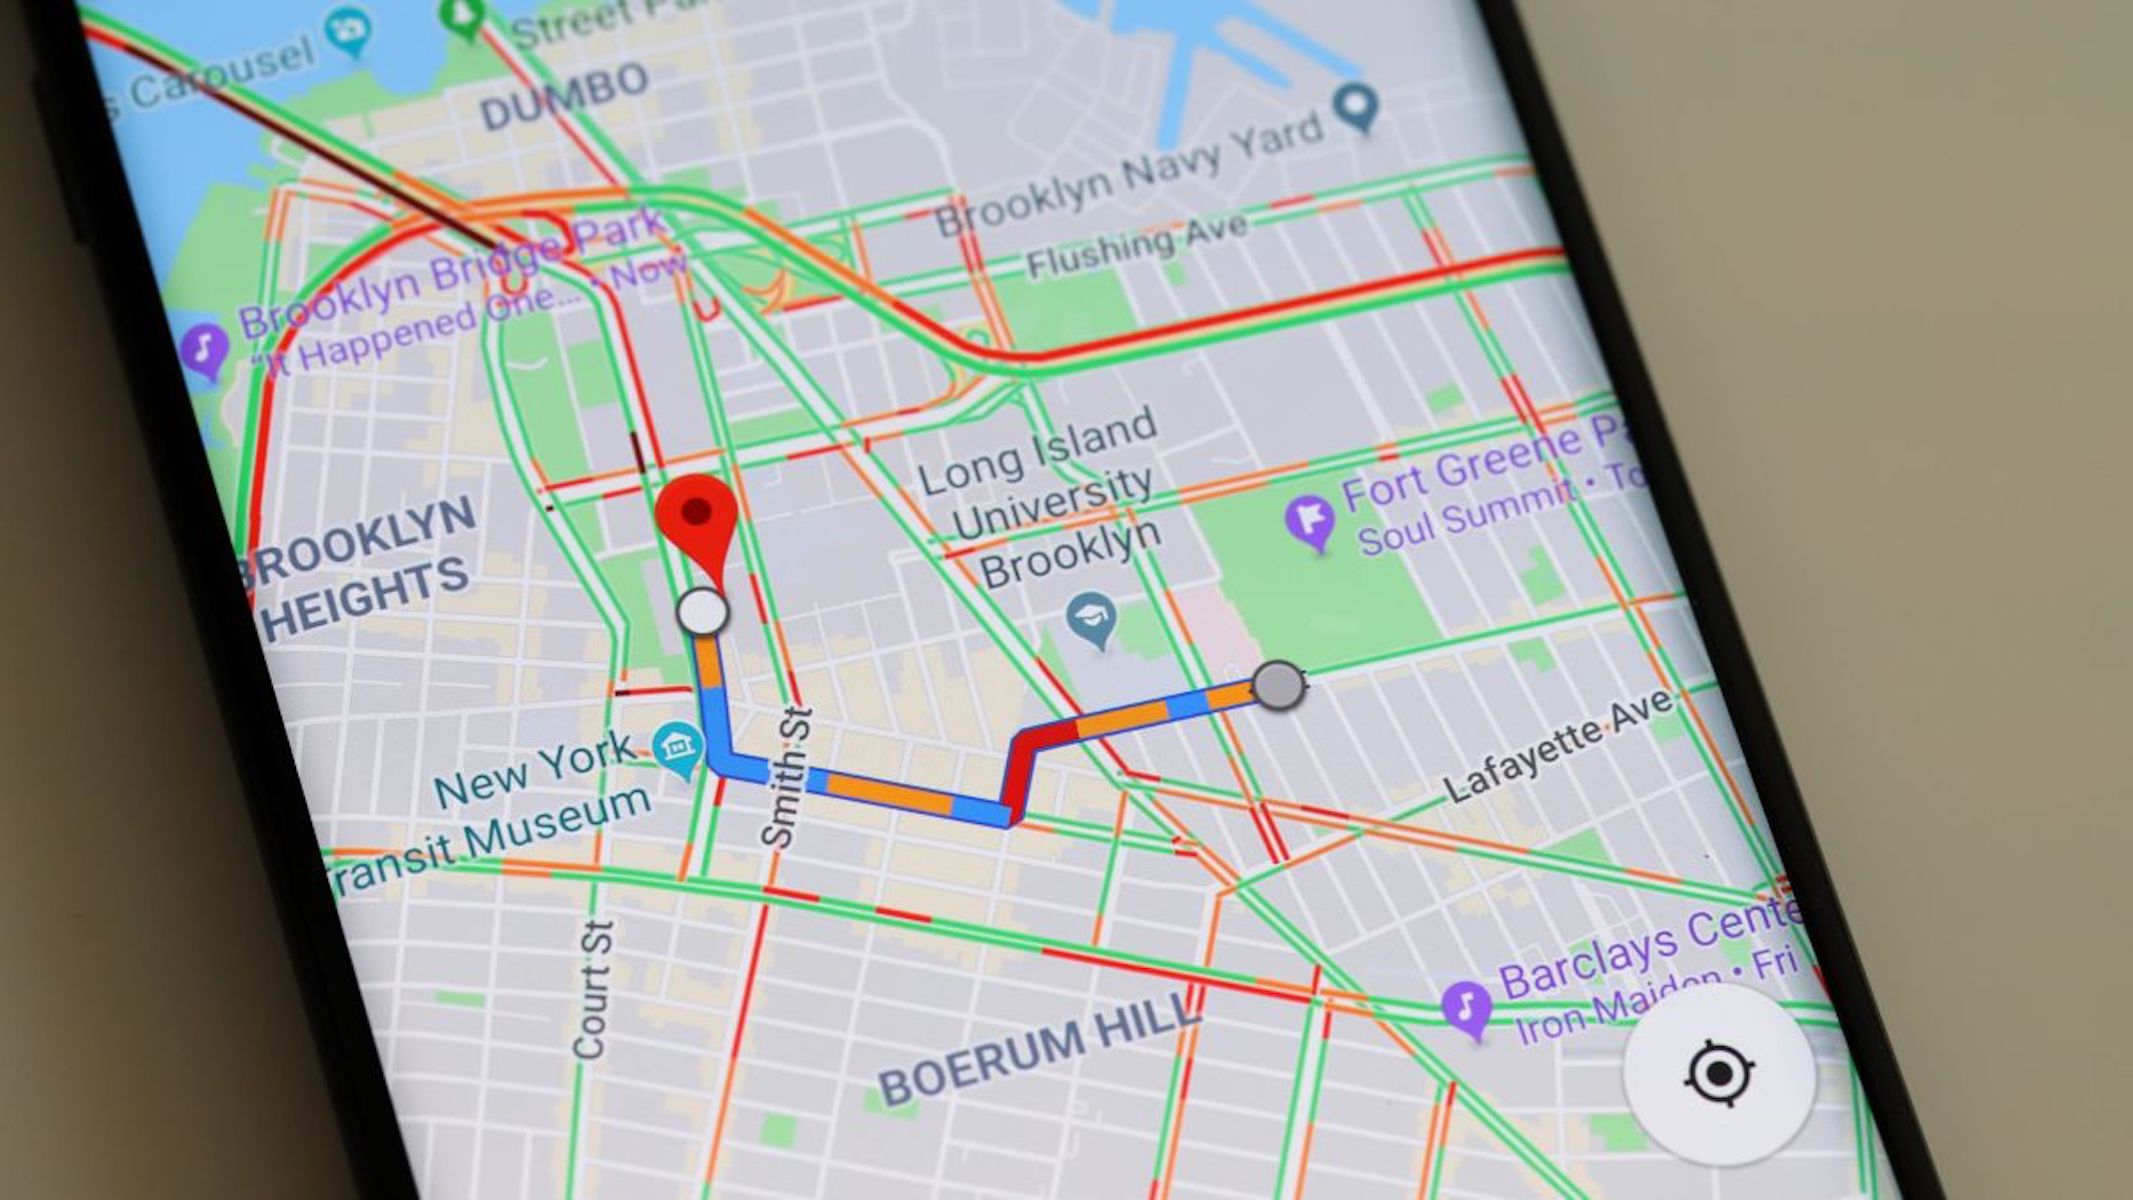 Carousel
Street
DUMBO
Brooklyn Navy Yard
Flushing Ave
Brooklyn Bridge Park
"It Happened One... • Now
Long Island
University
Brooklyn
Fort Greene
Soul Summit •
BROOKLYN
HEIGHTS
Lafayette Ave
New York
Transit Museum
Smith St
Court St
Barclays Cente
Iron Maiden • Fri
BOERUM HILL